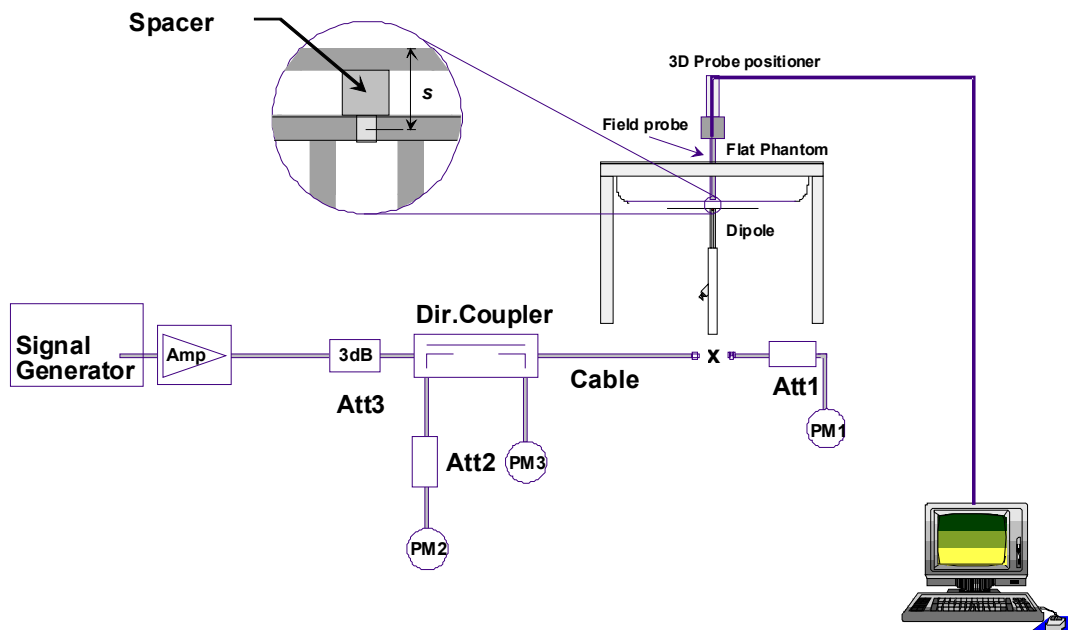 Spacer
s
3D Probe positioner
Field probe
Flat Phantom
Dipole
Dir.Coupler
Signal
Generator
Amp
3dB
Att3
Cable
x
Att1
PM1
Att2
PM3
PM2